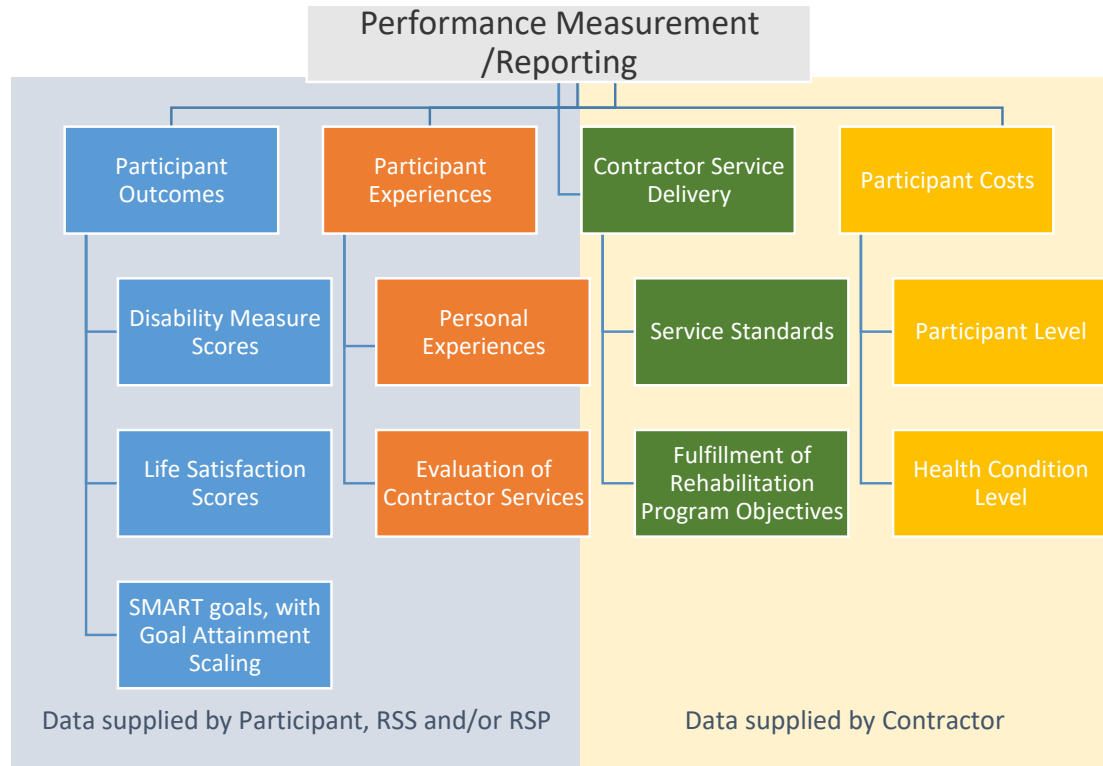 Performance Measurement
/Reporting
Participant
Outcomes
Participant
Experiences
Contractor Service
Delivery
Participant Costs
Disability Measure
Scores
Personal
Experiences
Service Standards
Participant Level
Life Satisfaction
Scores
Evaluation of
Contractor Services
Fulfillment of
Rehabilitation
Program Objectives
Health Condition
Level
SMART goals, with
Goal Attainment
Scaling
Data supplied by Participant, RSS and/or RSP
Data supplied by Contractor